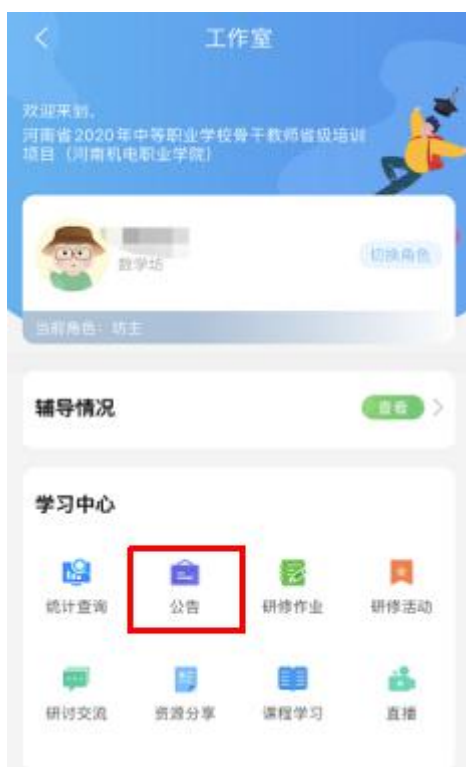 工作室
欢迎来到，
河南省2020年中等职业学校骨干教师省级培训
项目（河南机电职业学院）
数学坊
切换角色
当前角色：坊主
辅导情况
查看
学习中心
统计查询
公告
研修作业
研修活动
研讨交流
资源分享
课程学习
直播